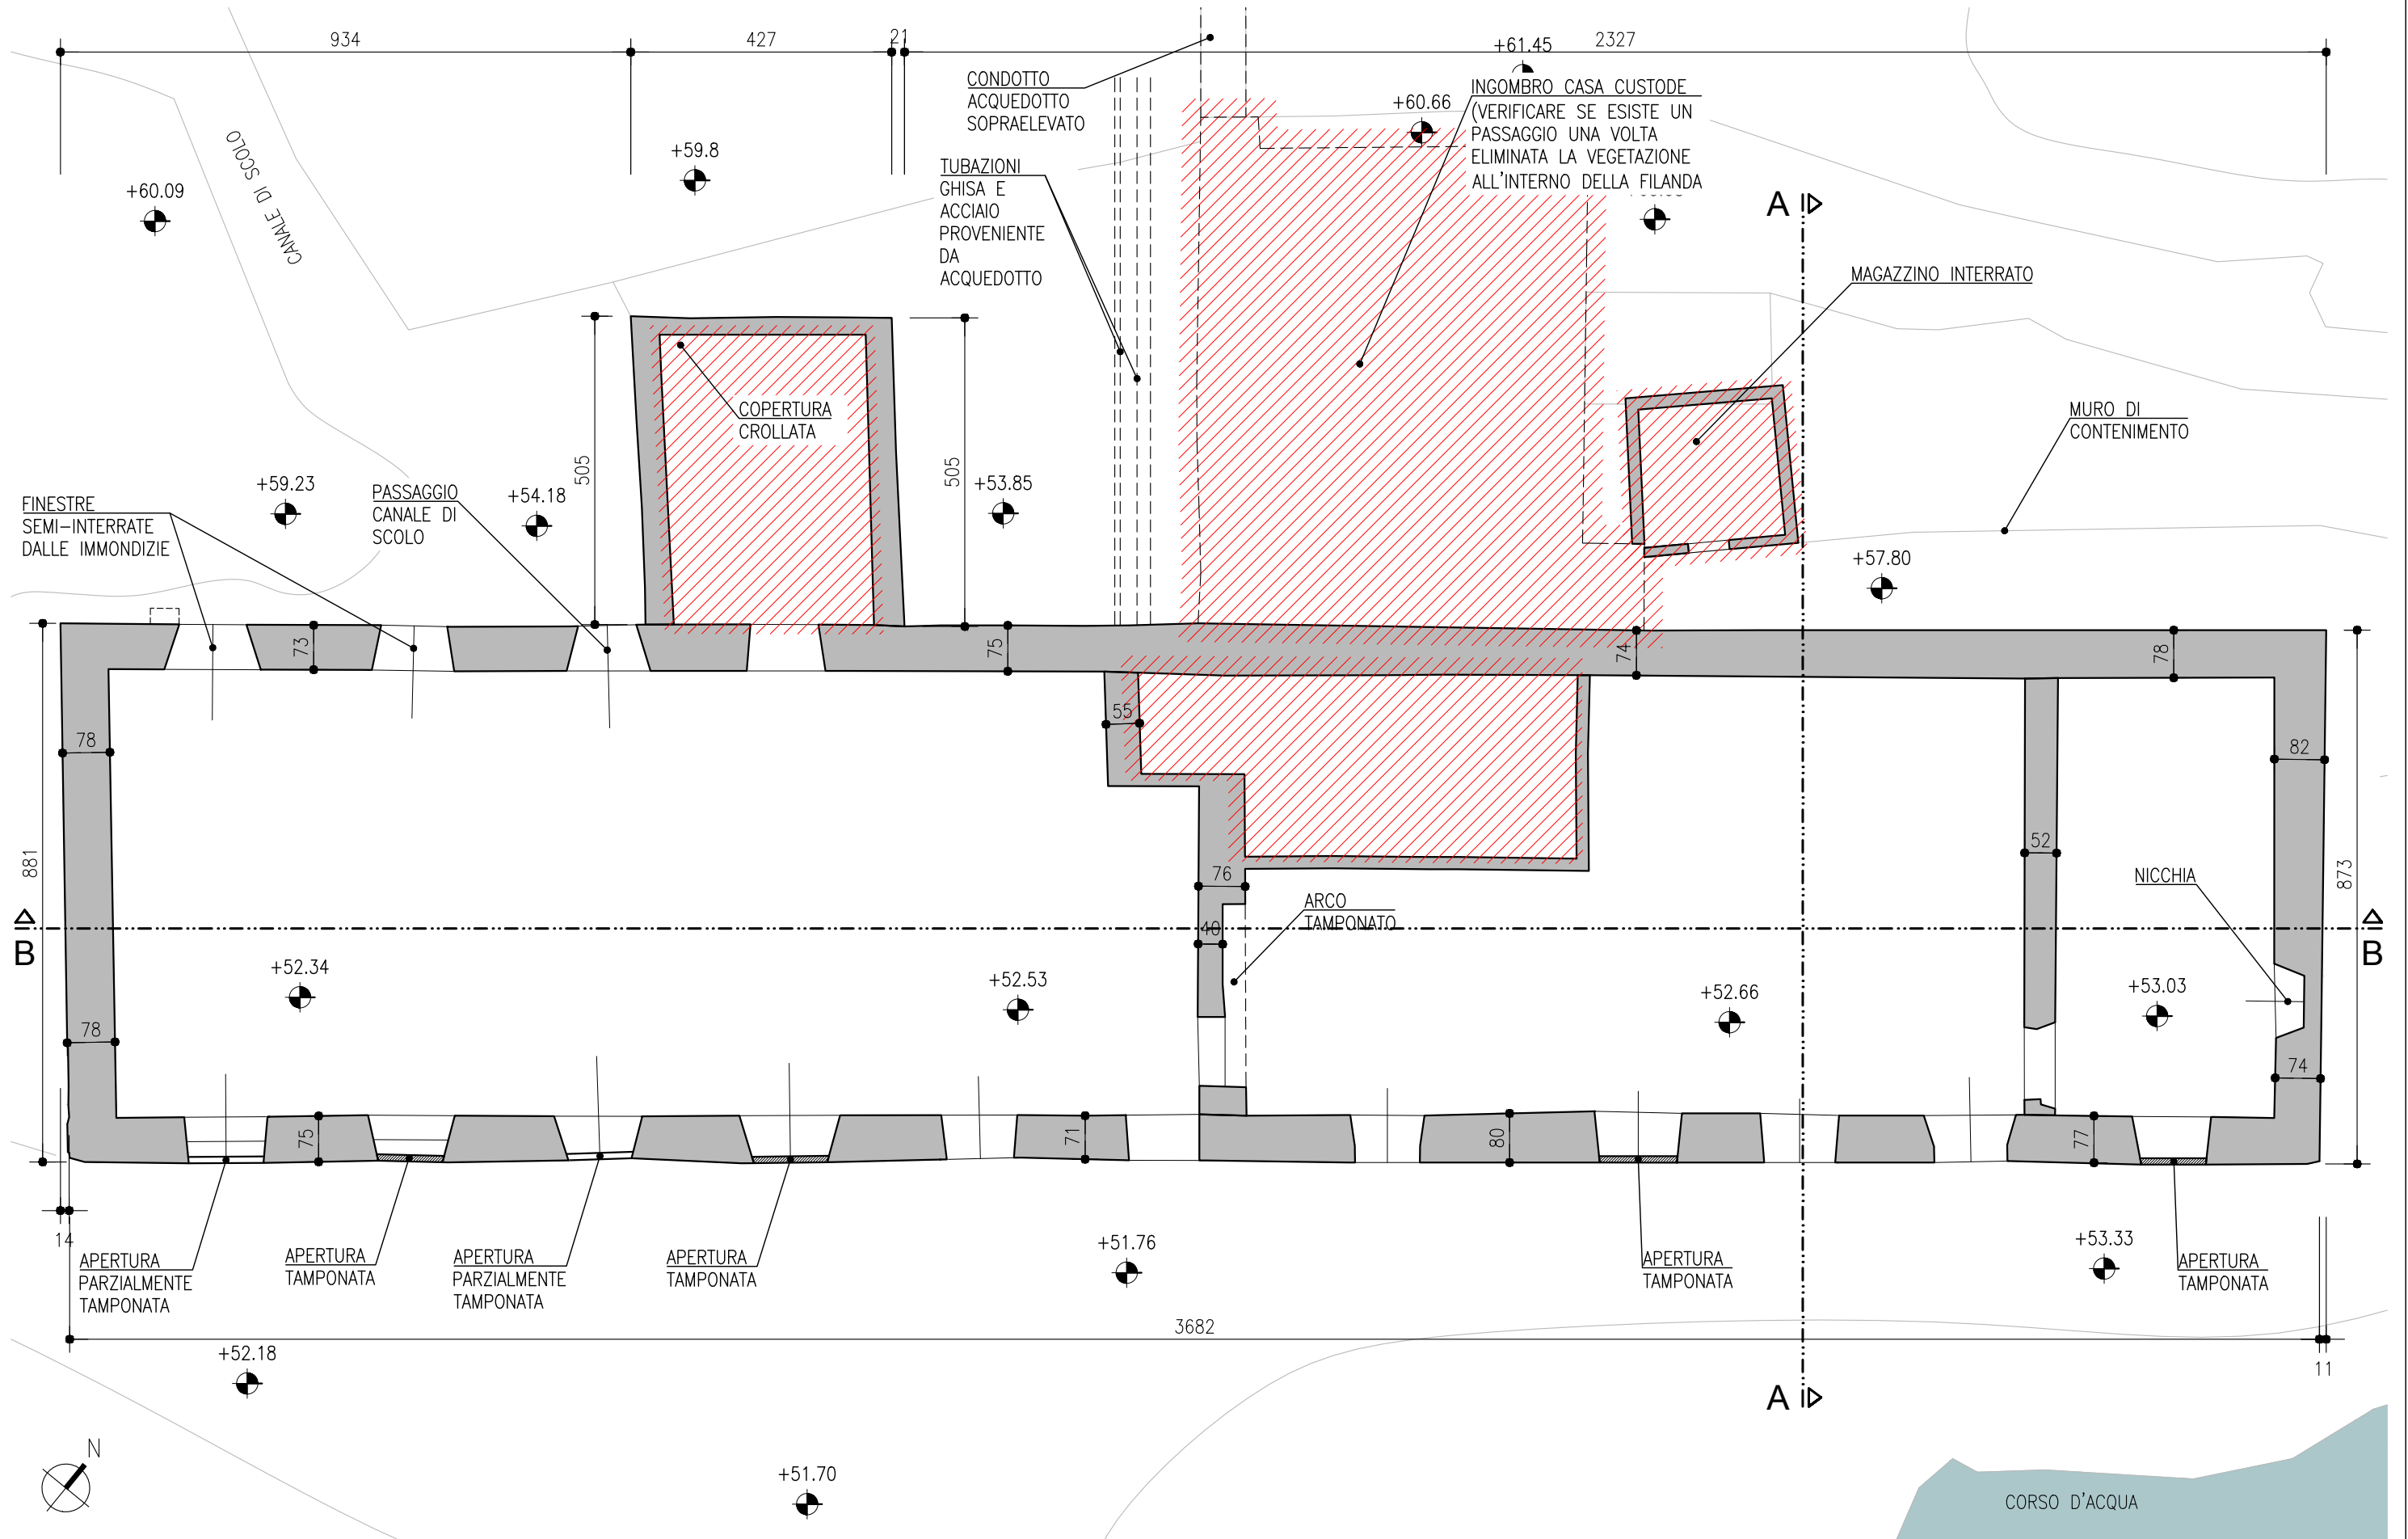 934
427
21
2327
+61.45
CONDOTTO
ACQUEDOTTO
SOPRAELEVATO
INGOMBRO CASA CUSTODE
(VERIFICARE SE ESISTE UN
PASSAGGIO UNA VOLTA
ELIMINATA LA VEGETAZIONE
ALL'INTERNO DELLA FILANDA
+60.66
+59.8
+60.09
CANALE DI SCOLO
TUBAZIONI
GHISA E
ACCIAIO
PROVENIENTE
DA
ACQUEDOTTO
A
MAGAZZINO INTERRATO
COPERTURA
CROLLATA
MURO DI
CONTENIMENTO
505
505
+59.23
+54.18
+53.85
FINESTRE
SEMI-INTERRATE
DALLE IMMONDIZIE
PASSAGGIO
CANALE DI
SCOLO
+57.80
73
75
74
78
55
78
82
881
52
873
76
NICCHIA
ARCO
TAMPONATO
40
B
B
+52.34
+52.53
+52.66
+53.03
78
74
75
71
80
77
14
APERTURA
PARZIALMENTE
TAMPONATA
APERTURA
TAMPONATA
APERTURA
PARZIALMENTE
TAMPONATA
APERTURA
TAMPONATA
+51.76
APERTURA
TAMPONATA
+53.33
APERTURA
TAMPONATA
3682
11
+52.18
A
N
+51.70
CORSO D'ACQUA